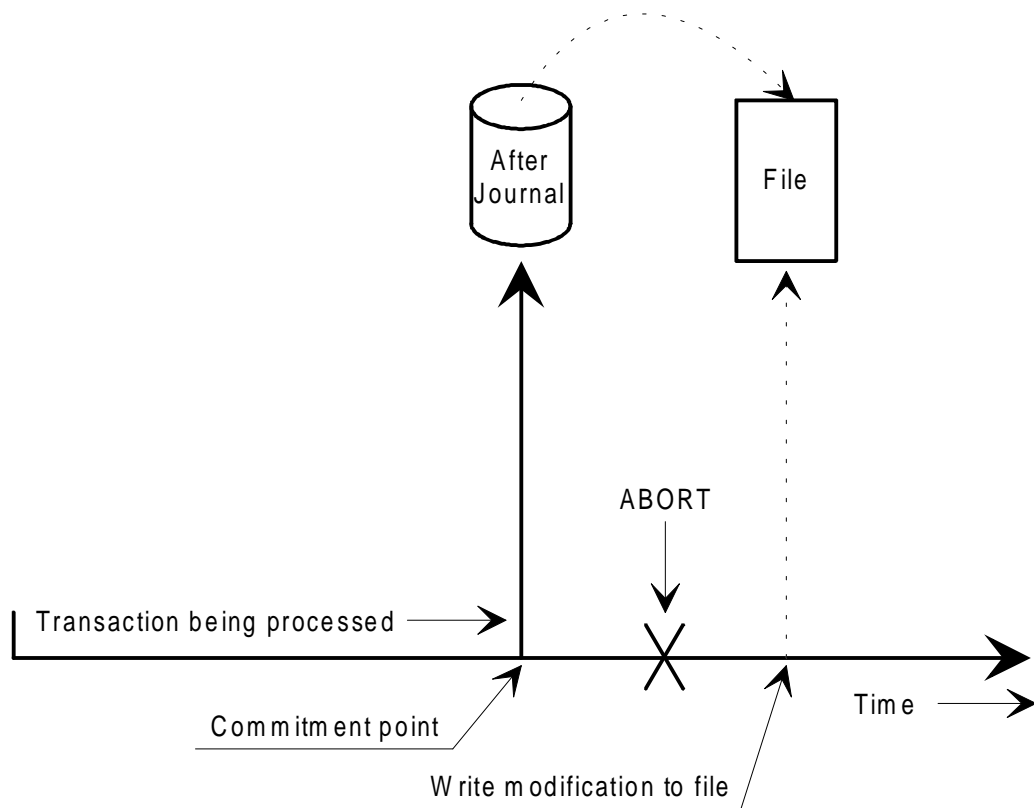 After
Journal
File
ABORT
Transaction being processed
Commitment point
Time
Write modification to file